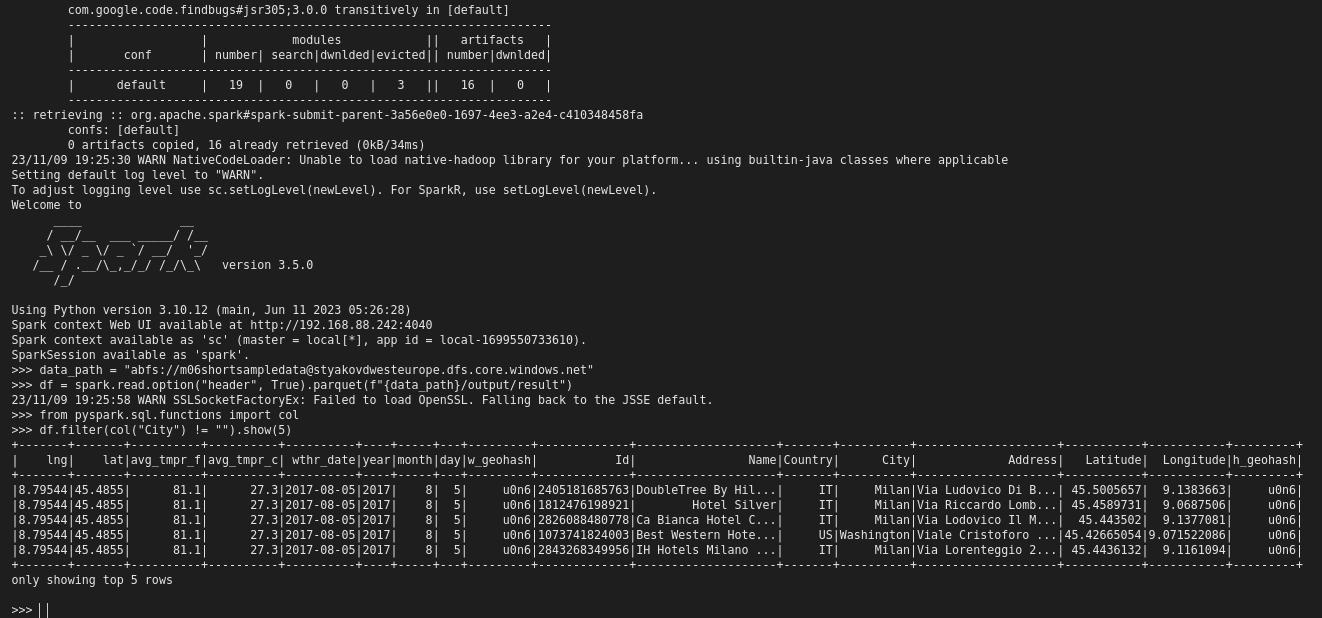 com.google.code.findbugs#jsr305;3.0.0 transitively in [default]
        ---------------------------------------------------------------------
        |                  |            modules            ||   artifacts   |
        |       conf       | number| search|dwnlded|evicted|| number|dwnlded|
        ---------------------------------------------------------------------
        |      default     |   19  |   0   |   0   |   3   ||   16  |   0   |
        ---------------------------------------------------------------------
:: retrieving :: org.apache.spark#spark-submit-parent-3a56e0e0-1697-4ee3-a2e4-c410348458fa
        confs: [default]
        0 artifacts copied, 16 already retrieved (0kB/34ms)
23/11/09 19:25:30 WARN NativeCodeLoader: Unable to load native-hadoop library for your platform... using builtin-java classes where applicable
Setting default log level to "WARN".
To adjust logging level use sc.setLogLevel(newLevel). For SparkR, use setLogLevel(newLevel).
Welcome to
      ____              __
     / __/__  ___ _____/ /__
    _\ \/ _ \/ _ `/ __/  '_/
   /__ / .__/\_,_/_/ /_/\_\   version 3.5.0
      /_/

Using Python version 3.10.12 (main, Jun 11 2023 05:26:28)
Spark context Web UI available at http://192.168.88.242:4040
Spark context available as 'sc' (master = local[*], app id = local-1699550733610).
SparkSession available as 'spark'.
>>> data_path = "abfs://m06shortsampledata@styakovdwesteurope.dfs.core.windows.net"
>>> df = spark.read.option("header", True).parquet(f"{data_path}/output/result")
23/11/09 19:25:58 WARN SSLSocketFactoryEx: Failed to load OpenSSL. Falling back to the JSSE default.
>>> from pyspark.sql.functions import col
>>> df.filter(col("City") != "").show(5)
+-------+-------+----------+----------+----------+----+-----+---+---------+-------------+--------------------+-------+----------+--------------------+-----------+-----------+---------+
|    lng|    lat|avg_tmpr_f|avg_tmpr_c| wthr_date|year|month|day|w_geohash|           Id|                Name|Country|      City|             Address|   Latitude|  Longitude|h_geohash|
+-------+-------+----------+----------+----------+----+-----+---+---------+-------------+--------------------+-------+----------+--------------------+-----------+-----------+---------+
|8.79544|45.4855|      81.1|      27.3|2017-08-05|2017|    8|  5|     u0n6|2405181685763|DoubleTree By Hil...|     IT|     Milan|Via Ludovico Di B...| 45.5005657|  9.1383663|     u0n6|
|8.79544|45.4855|      81.1|      27.3|2017-08-05|2017|    8|  5|     u0n6|1812476198921|        Hotel Silver|     IT|     Milan|Via Riccardo Lomb...| 45.4589731|  9.0687506|     u0n6|
|8.79544|45.4855|      81.1|      27.3|2017-08-05|2017|    8|  5|     u0n6|2826088480778|Ca Bianca Hotel C...|     IT|     Milan|Via Lodovico Il M...|  45.443502|  9.1377081|     u0n6|
|8.79544|45.4855|      81.1|      27.3|2017-08-05|2017|    8|  5|     u0n6|1073741824003|Best Western Hote...|     US|Washington|Viale Cristoforo ...|45.42665054|9.071522086|     u0n6|
|8.79544|45.4855|      81.1|      27.3|2017-08-05|2017|    8|  5|     u0n6|2843268349956|IH Hotels Milano ...|     IT|     Milan|Via Lorenteggio 2...| 45.4436132|  9.1161094|     u0n6|
+-------+-------+----------+----------+----------+----+-----+---+---------+-------------+--------------------+-------+----------+--------------------+-----------+-----------+---------+
only showing top 5 rows

>>>